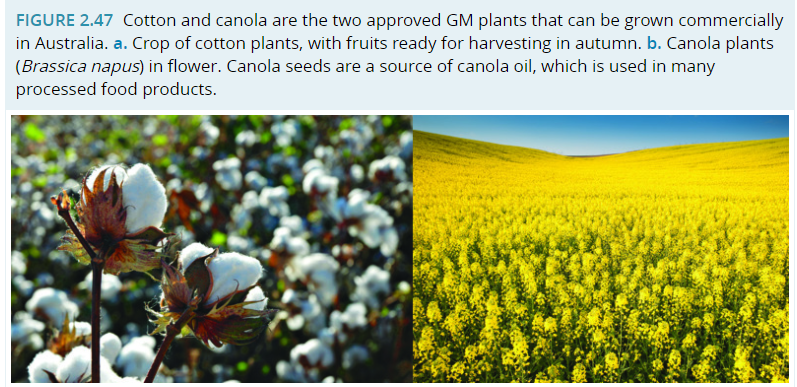 FIGURE 2.47 Cotton and canola are the two approved GM plants that can be grown commercially
in Australia. a. Crop of cotton plants, with fruits ready for harvesting in autumn. b. Canola plants
(Brassica napus) in flower. Canola seeds are a source of canola oil, which is used in many
processed food products.